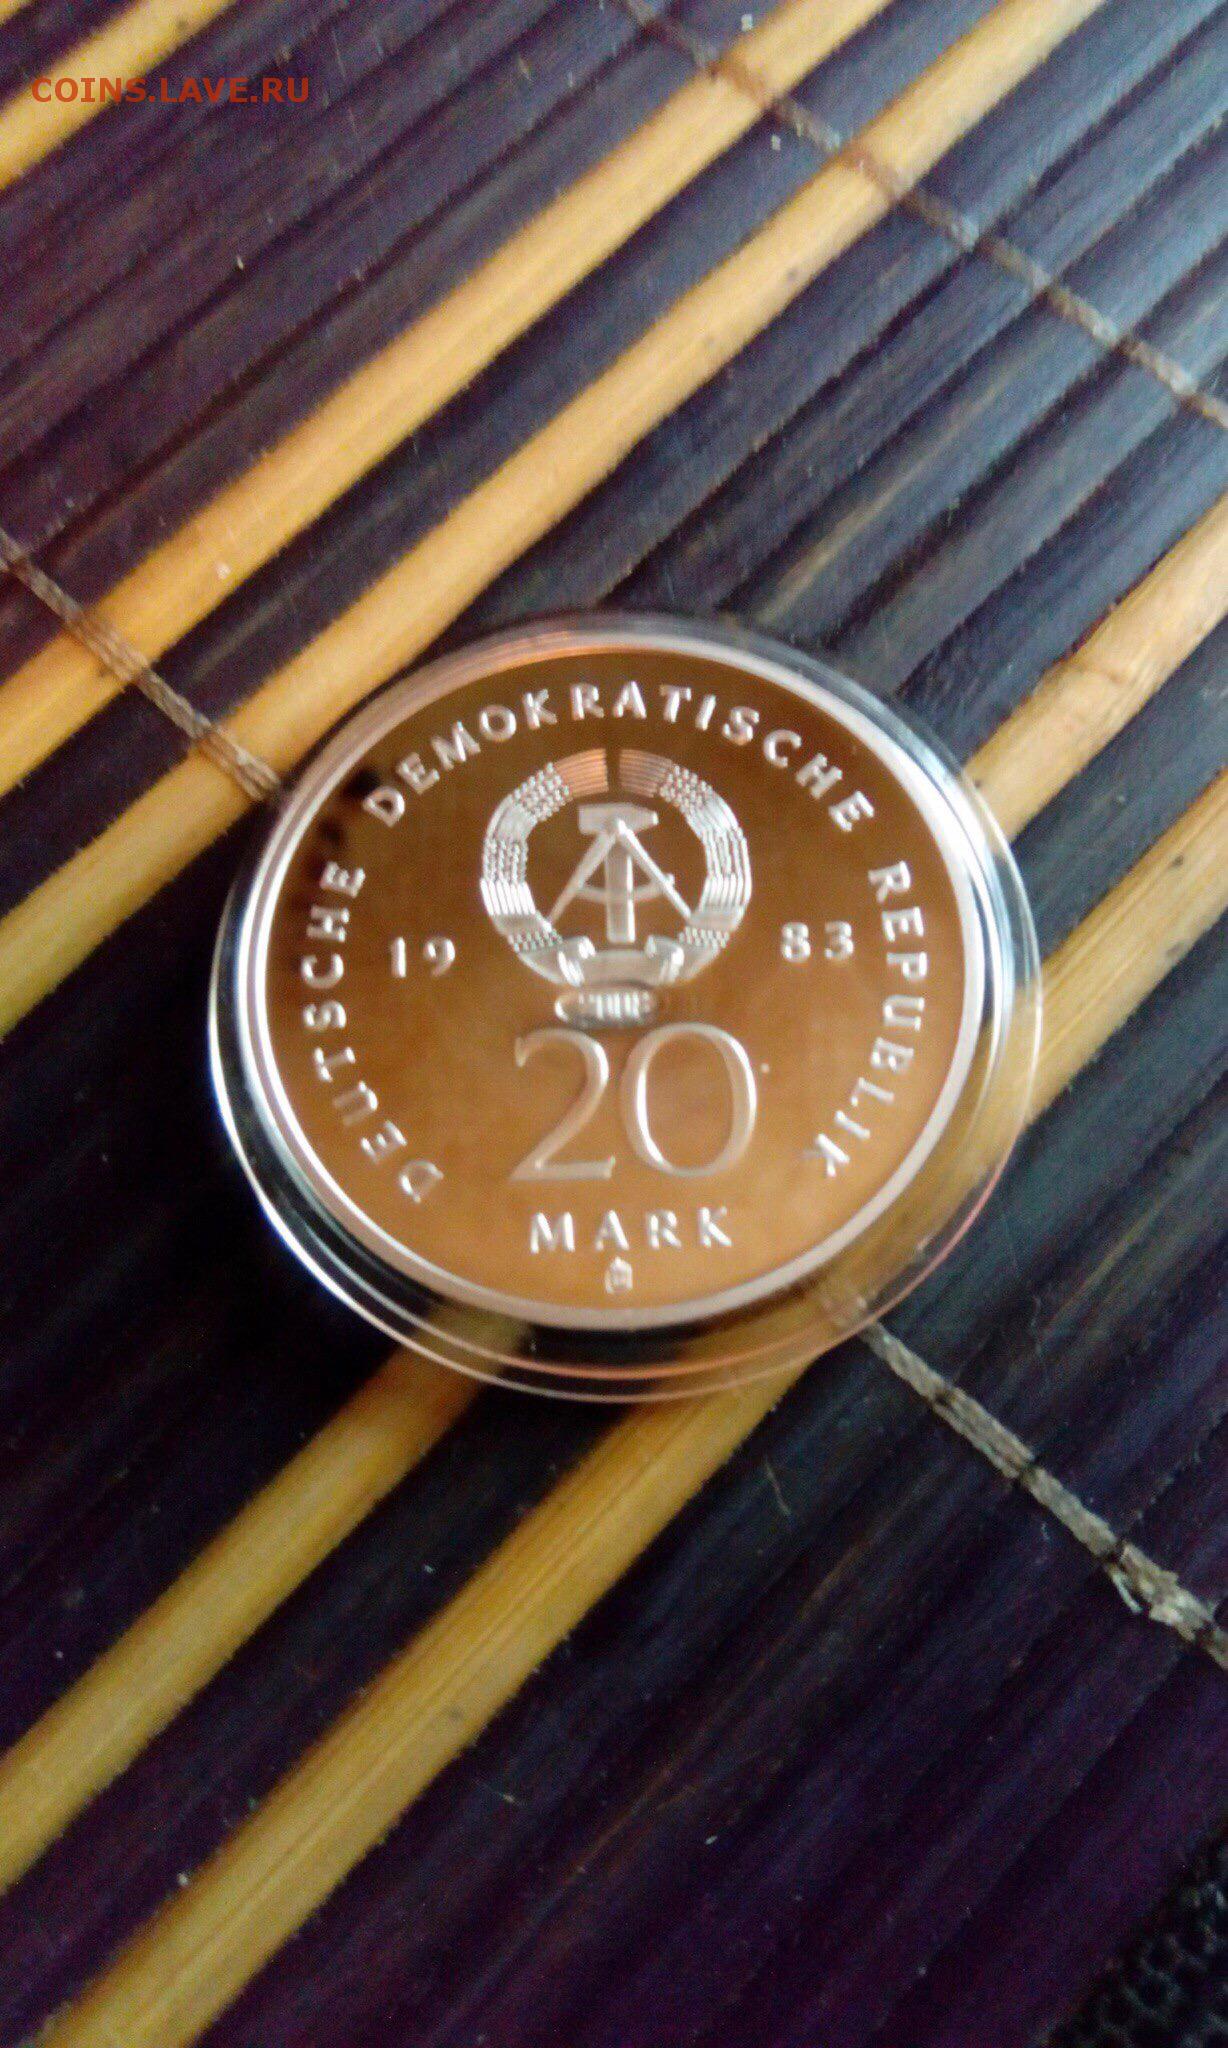 COINS.LAVE.RU
DEUTSCHE DEMOKRATISCHE REPUBLIK
19 83
20
MARK